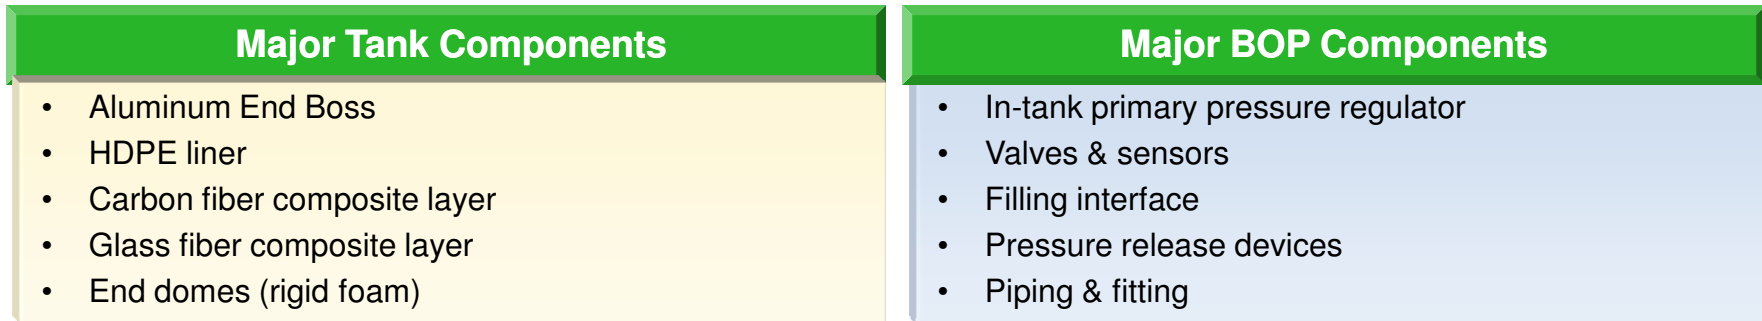 Major Tank Components
• Aluminum End Boss
• HDPE liner
• Carbon fiber composite layer
• Glass fiber composite layer
• End domes (rigid foam)
Major BOP Components
• In-tank primary pressure regulator
• Valves & sensors
• Filling interface
• Pressure release devices
• Piping & fitting